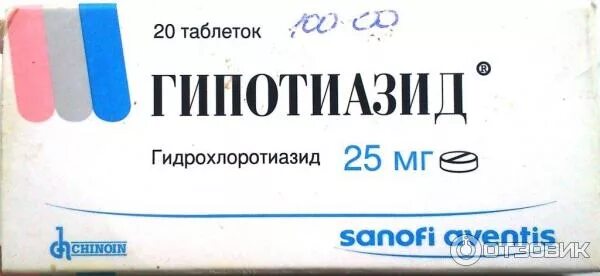 20 таблеток 100-00
ГИПОТИАЗИД®
Гидрохлоротиазид 25 мг
CHINOIN sanofi aventis
ОТЗОВИК